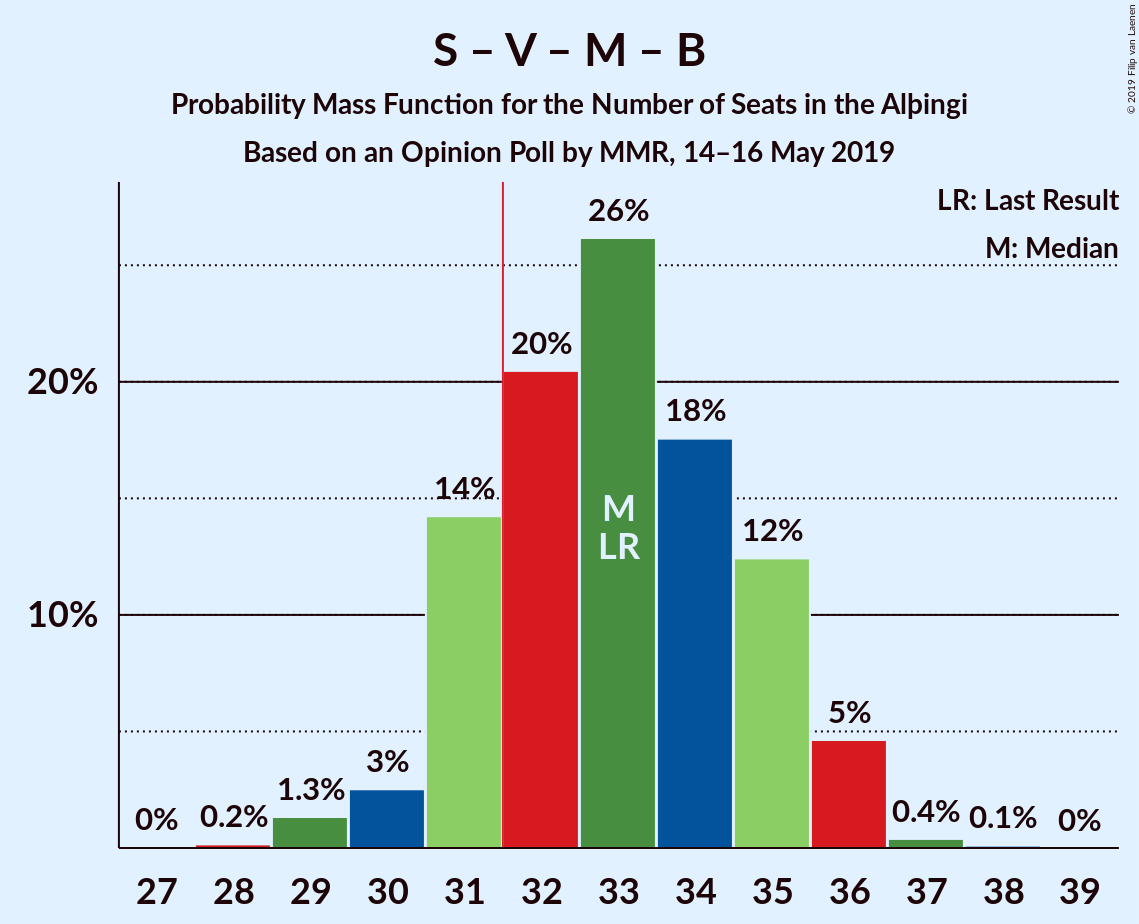 S – V – M – B
Probability Mass Function for the Number of Seats in the Alþingi
Based on an Opinion Poll by MMR, 14–16 May 2019
© 2019 Filip van Laenen
LR: Last Result
M: Median
26%
20%
20%
18%
14%
M
LR
12%
10%
5%
3%
1.3%
0%
0.2%
0.4%
0.1%
0%
27 28 29 30 31 32 33 34 35 36 37 38 39